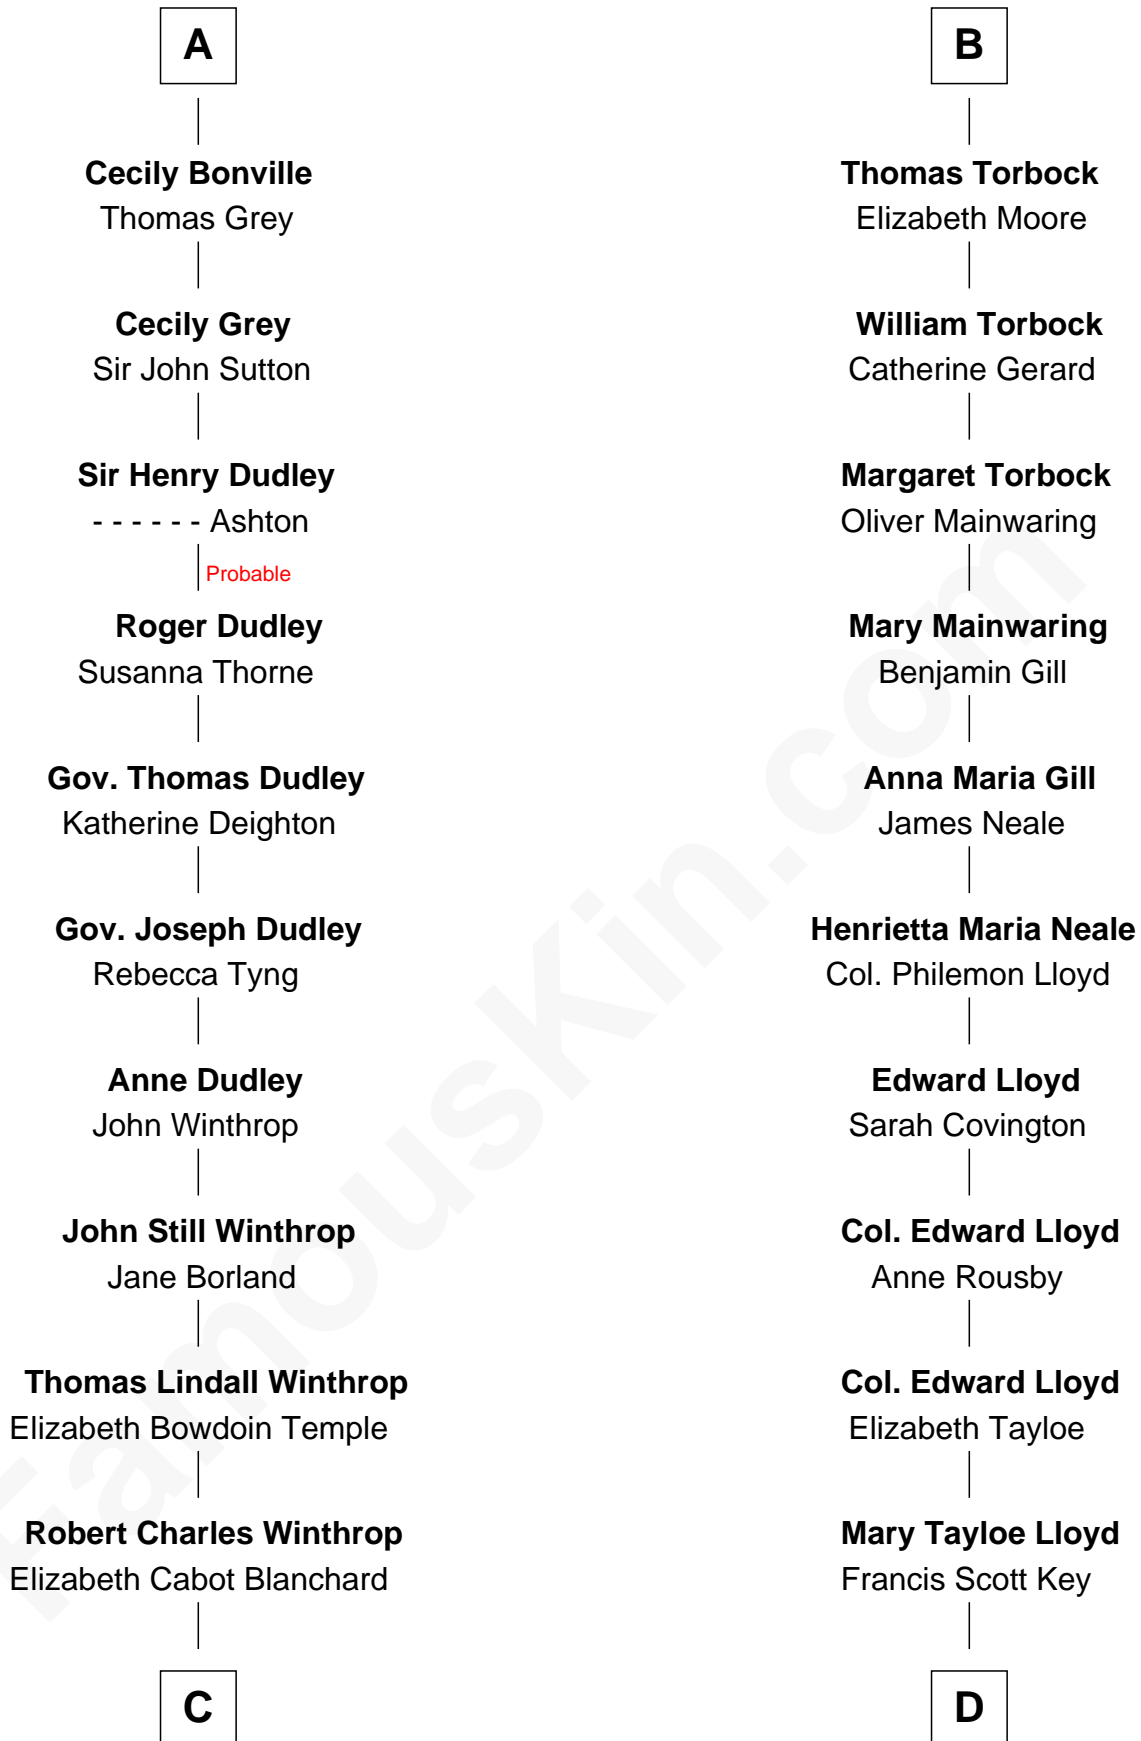 A
Cecily Bonville
Thomas Grey
Cecily Grey
Sir John Sutton
Sir Henry Dudley
- - - - - - Ashton
Probable
Roger Dudley
Susanna Thorne
Gov. Thomas Dudley
Katherine Deighton
Gov. Joseph Dudley
Rebecca Tyng
Anne Dudley
John Winthrop
John Still Winthrop
Jane Borland
Thomas Lindall Winthrop
Elizabeth Bowdoin Temple
Robert Charles Winthrop
Elizabeth Cabot Blanchard
C
B
Thomas Torbock
Elizabeth Moore
William Torbock
Catherine Gerard
Margaret Torbock
Oliver Mainwaring
Mary Mainwaring
Benjamin Gill
Anna Maria Gill
James Neale
Henrietta Maria Neale
Col. Philemon Lloyd
Edward Lloyd
Sarah Covington
Col. Edward Lloyd
Anne Rousby
Col. Edward Lloyd
Elizabeth Tayloe
Mary Tayloe Lloyd
Francis Scott Key
D
FamousKin.com